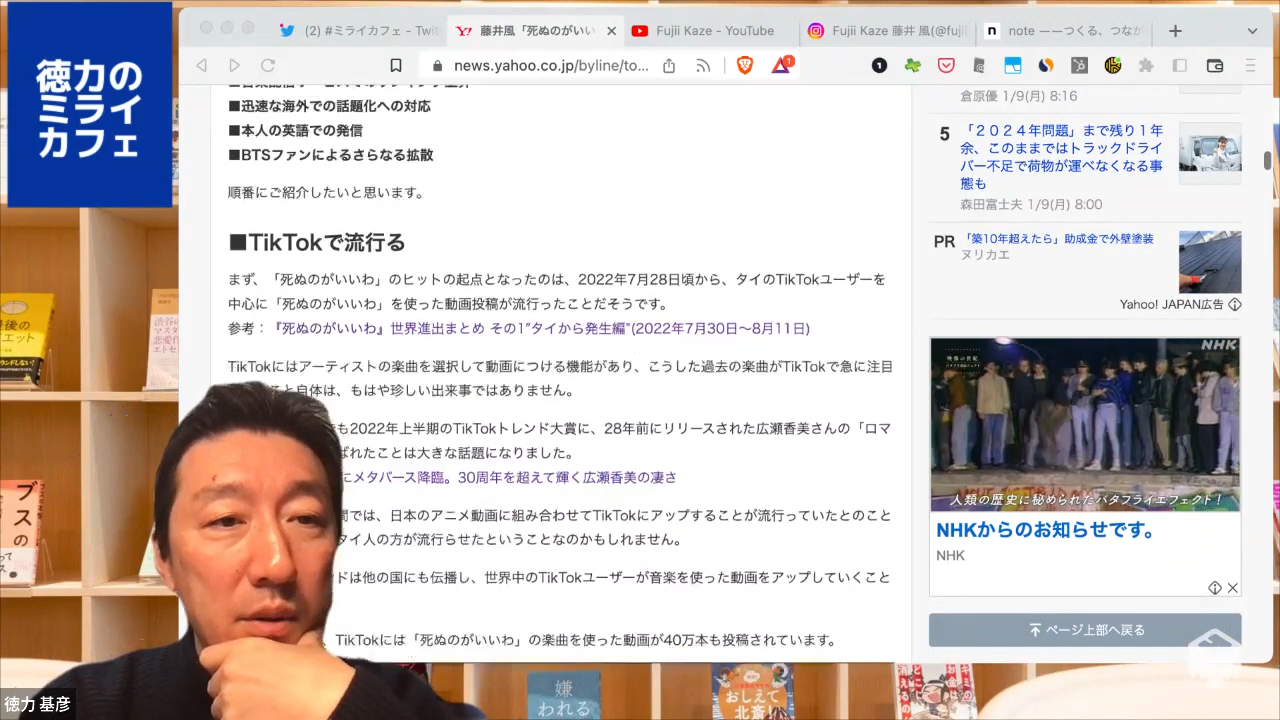 徳力の
ミライ
カフェ
(2) #ミライカフェ - Twit
藤井風「死ぬのがいい
Fujii Kaze - YouTube
Fujii Kaze 藤井 風(@fujii
note ——つくる、つなが
news.yahoo.co.jp/byline/to...
■迅速な海外での話題化への対応
■本人の英語での発信
■BTSファンによるさらなる拡散
順番にご紹介したいと思います。
■TikTokで流行る
まず、「死ぬのがいいわ」のヒットの起点となったのは、2022年7月28日頃から、タイのTikTokユーザーを
中心に「死ぬのがいいわ」を使った動画投稿が流行ったことだそうです。
参考：『死ぬのがいいわ』世界進出まとめ その1"タイから発生編"(2022年7月30日〜8月11日)
TikTokにはアーティストの楽曲を選択して動画につける機能があり、こうした過去の楽曲がTikTokで急に注目
こと自体は、もはや珍しい出来事ではありません。
も2022年上半期のTikTokトレンド大賞に、28年前にリリースされた広瀬香美さんの「ロマ
ばれたことは大きな話題になりました。
にメタバース降臨。30周年を超えて輝く広瀬香美の凄さ
間では、日本のアニメ動画に組み合わせてTikTokにアップすることが流行っていたとのこと
タイ人の方が流行らせたということなのかもしれません。
ドは他の国にも伝播し、世界中のTikTokユーザーが音楽を使った動画をアップしていくこと
TikTokには「死ぬのがいいわ」の楽曲を使った動画が40万本も投稿されています。
倉原優 1/9(月) 8:16
5 「２０２４年問題」まで残り１年
余、このままではトラックドライ
バー不足で荷物が運べなくなる事
態も
森田富士夫 1/9(月) 8:00
PR 「築10年超えたら」助成金で外壁塗装
ヌリカエ
Yahoo! JAPAN広告
NHK
映像の世紀
バタフライエフェクト
人類の歴史に秘められたバタフライエフェクト！
NHKからのお知らせです。
NHK
ページ上部へ戻る
ブスの
嫌
われる
おしえて
北斎!
徳力 基彦